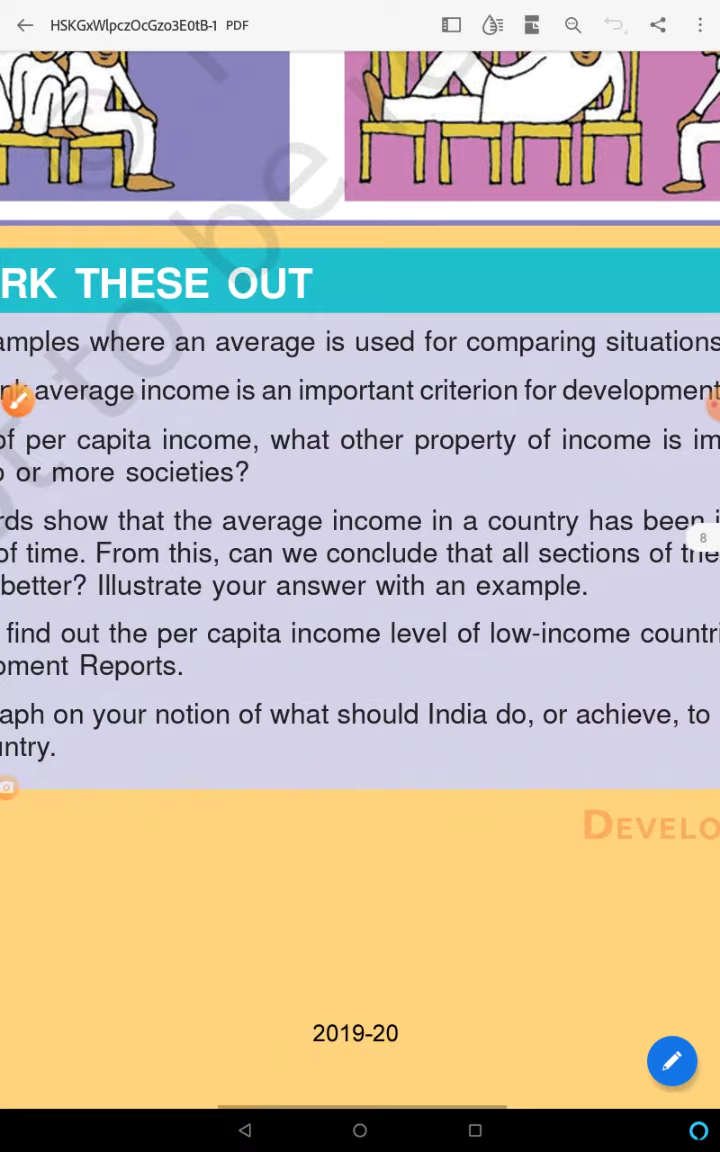 HSKGxWlpczOcGzo3E0tB-1 PDF
RK THESE OUT
amples where an average is used for comparing situations
nk average income is an important criterion for development
of per capita income, what other property of income is im
o or more societies?
rds show that the average income in a country has been i
of time. From this, can we conclude that all sections of the
better? Illustrate your answer with an example.
8
find out the per capita income level of low-income countri
oment Reports.
aph on your notion of what should India do, or achieve, to
untry.
DEVELO
2019-20